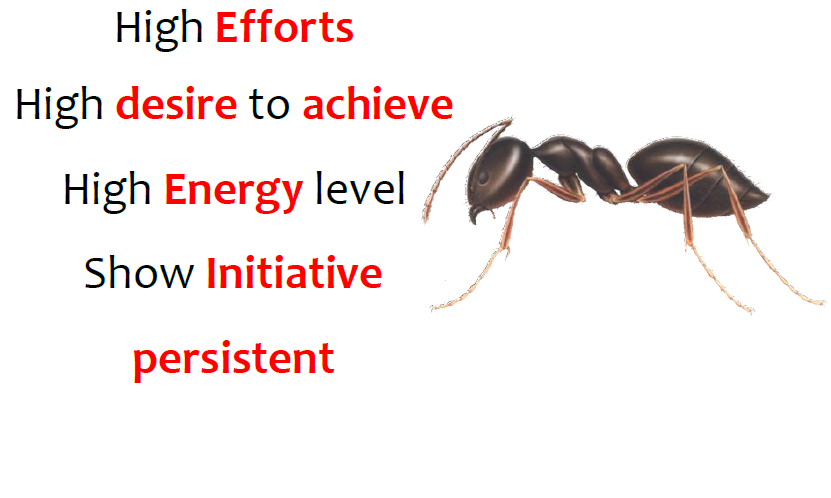 High Efforts
High desire to achieve
High Energy level
Show Initiative
persistent